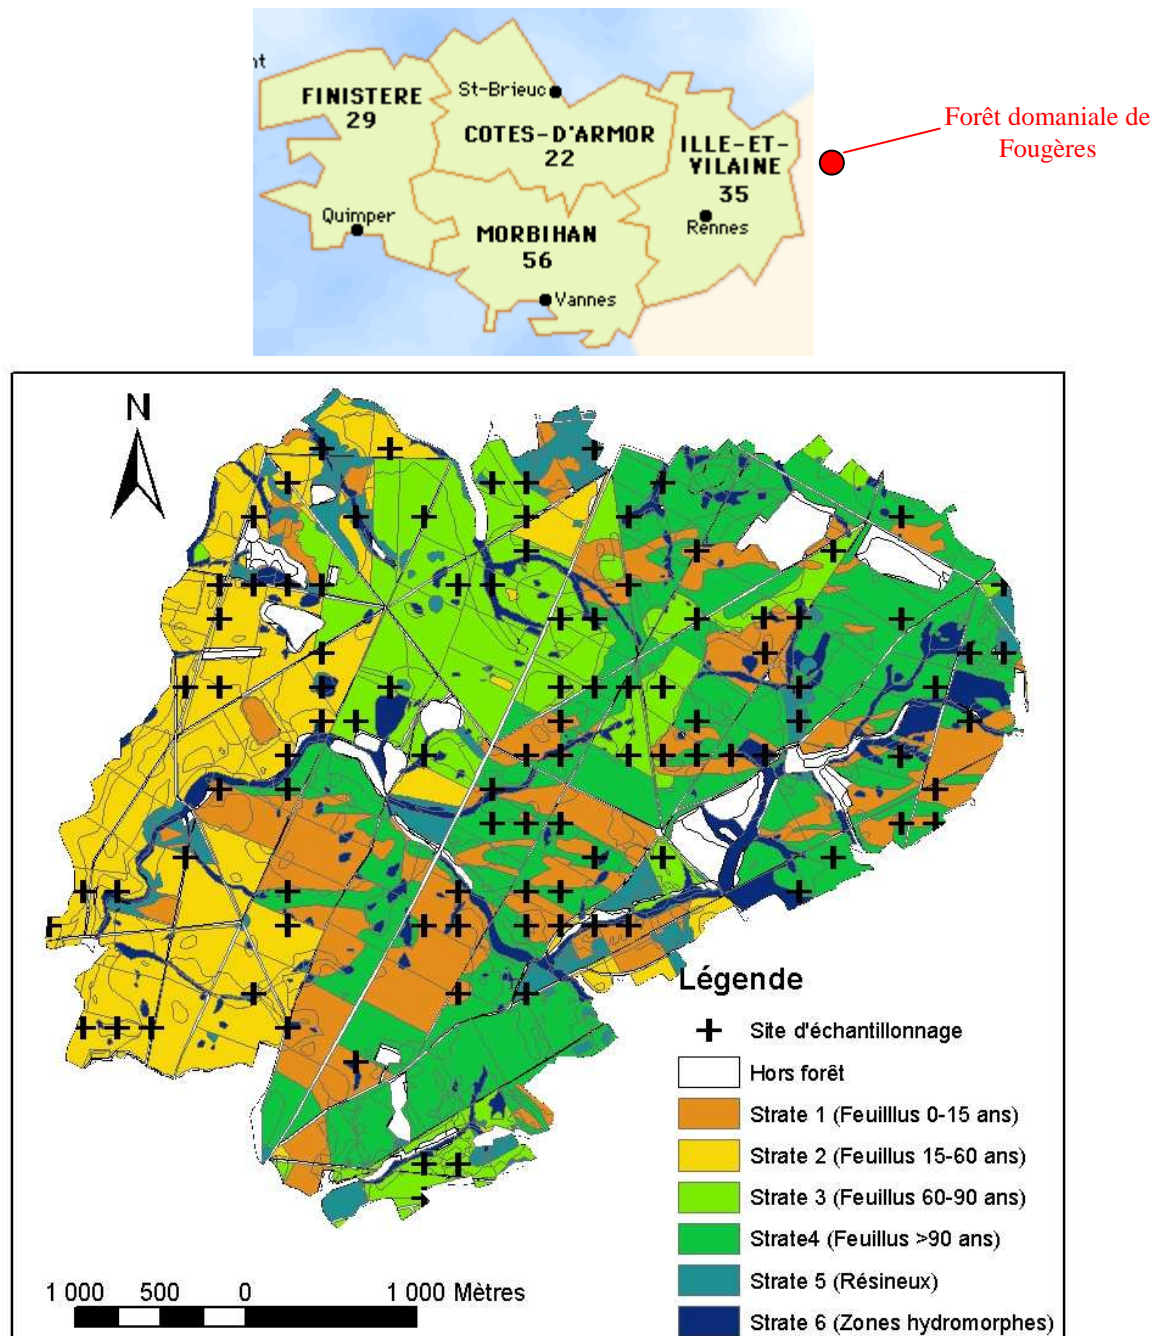 nt
FINISTERE
29
St-Brieuc
COTES-D'ARMOR
22
ILLE-ET-
VILAINE
35
Rennes
Quimper
MORBIHAN
56
Vannes
Forêt domaniale de
Fougères
N
Légende
Site d'échantillonnage
Hors forêt
Strate 1 (Feuilllus 0-15 ans)
Strate 2 (Feuillus 15-60 ans)
Strate 3 (Feuillus 60-90 ans)
Strate4 (Feuillus >90 ans)
Strate 5 (Résineux)
Strate 6 (Zones hydromorphes)
1 000 500 0 1 000 Mètres